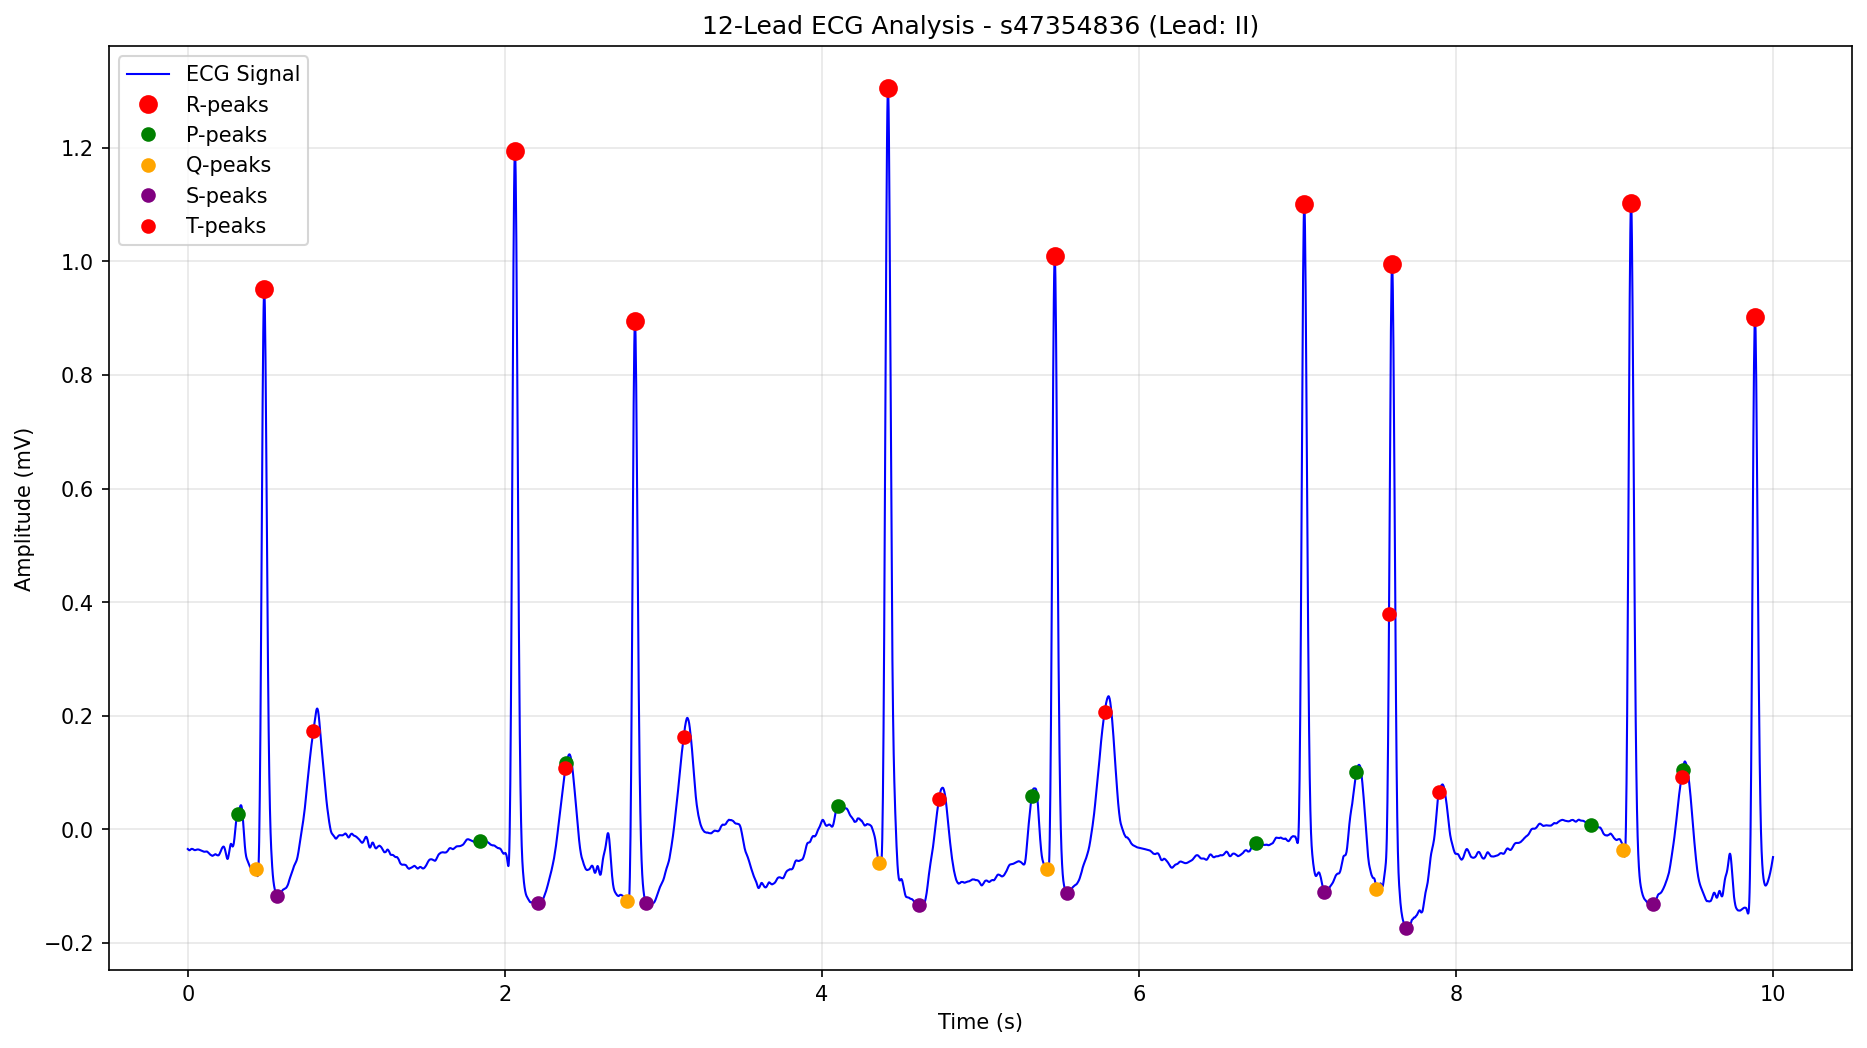 12-Lead ECG Analysis - s47354836 (Lead: II)
ECG Signal
R-peaks
P-peaks
Q-peaks
S-peaks
T-peaks
Amplitude (mV)
1.2
1.0
0.8
0.6
0.4
0.2
0.0
−0.2
0 2 4 6 8 10
Time (s)